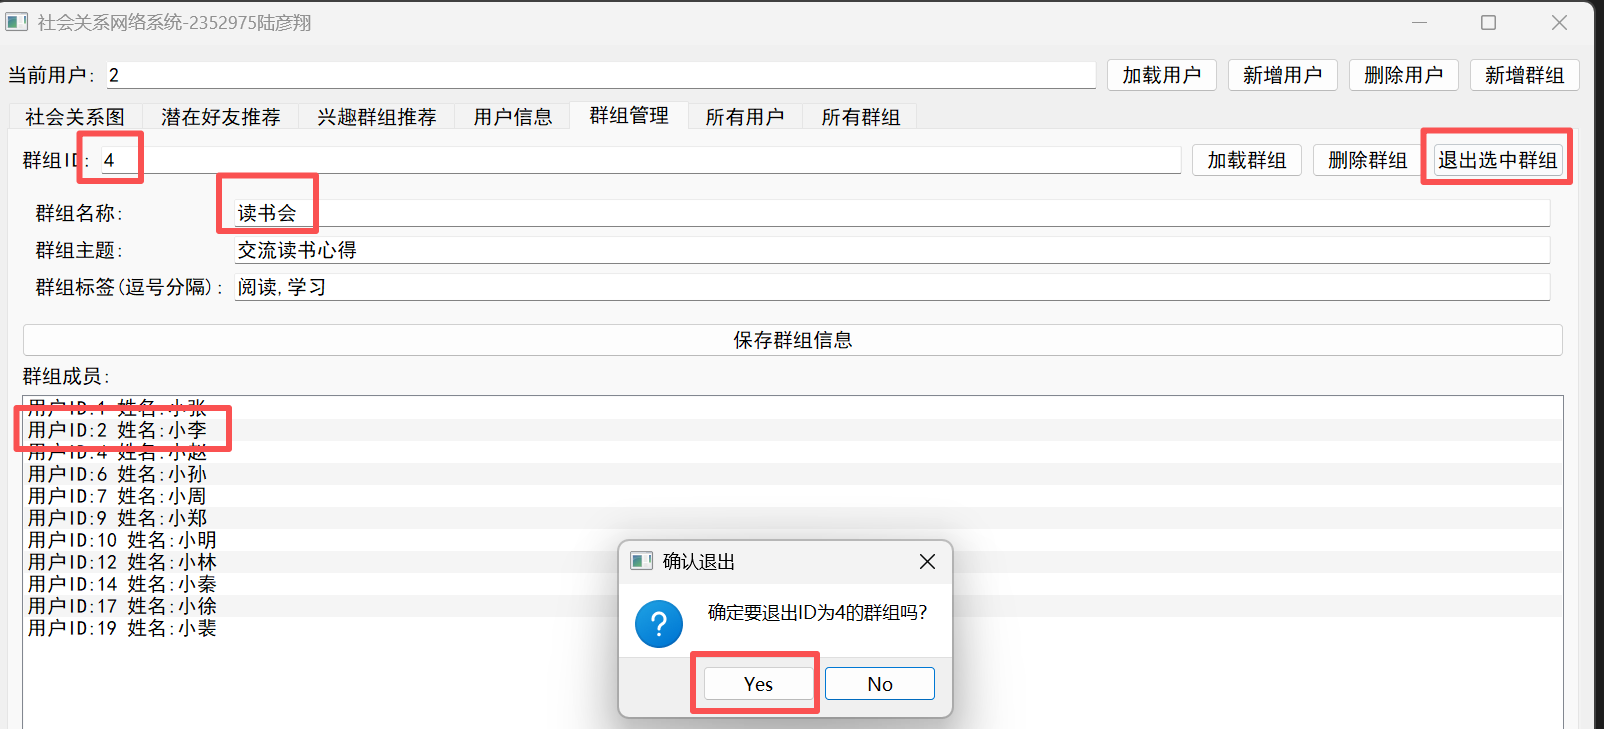 社会关系网络系统-2352975陆彦翔
当前用户: 2 加载用户 新增用户 删除用户 新增群组
社会关系图 潜在好友推荐 兴趣群组推荐 用户信息 群组管理 所有用户 所有群组
群组ID: 4 加载群组 删除群组 退出选中群组
群组名称: 读书会
群组主题: 交流读书心得
群组标签(逗号分隔): 阅读,学习
保存群组信息
群组成员:
用户ID:1 姓名:小张
用户ID:2 姓名:小李
用户ID:4 姓名:小赵
用户ID:6 姓名:小孙
用户ID:7 姓名:小周
用户ID:9 姓名:小郑
用户ID:10 姓名:小明
用户ID:12 姓名:小林
用户ID:14 姓名:小秦
用户ID:17 姓名:小徐
用户ID:19 姓名:小裴
确认退出
确定要退出ID为4的群组吗?
Yes No